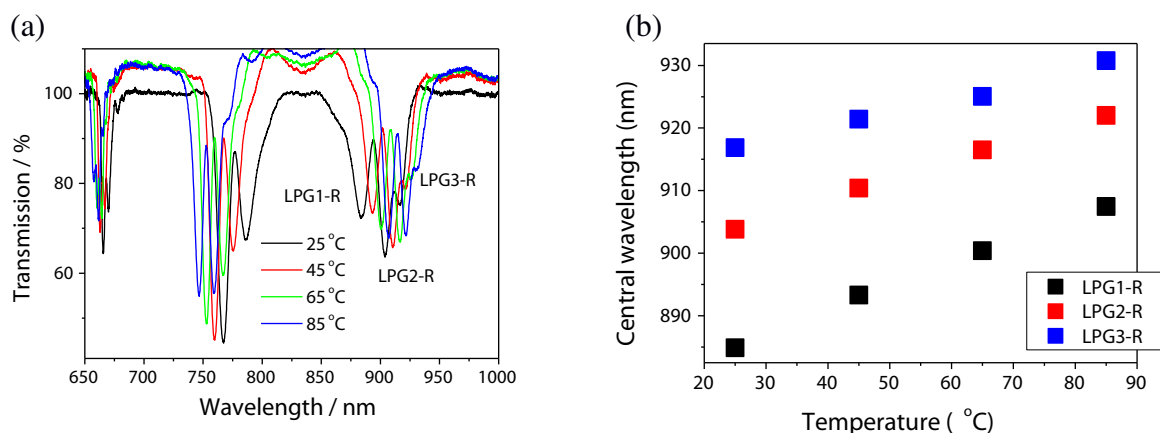 (a)
100
80
60
Transmission / %
LPG1-R
LPG2-R
LPG3-R
25 °C
45 °C
65 °C
85 °C
650 700 750 800 850 900 950 1000
Wavelength / nm
(b)
930
920
910
900
890
Central wavelength (nm)
LPG1-R
LPG2-R
LPG3-R
20 30 40 50 60 70 80 90
Temperature ( °C)